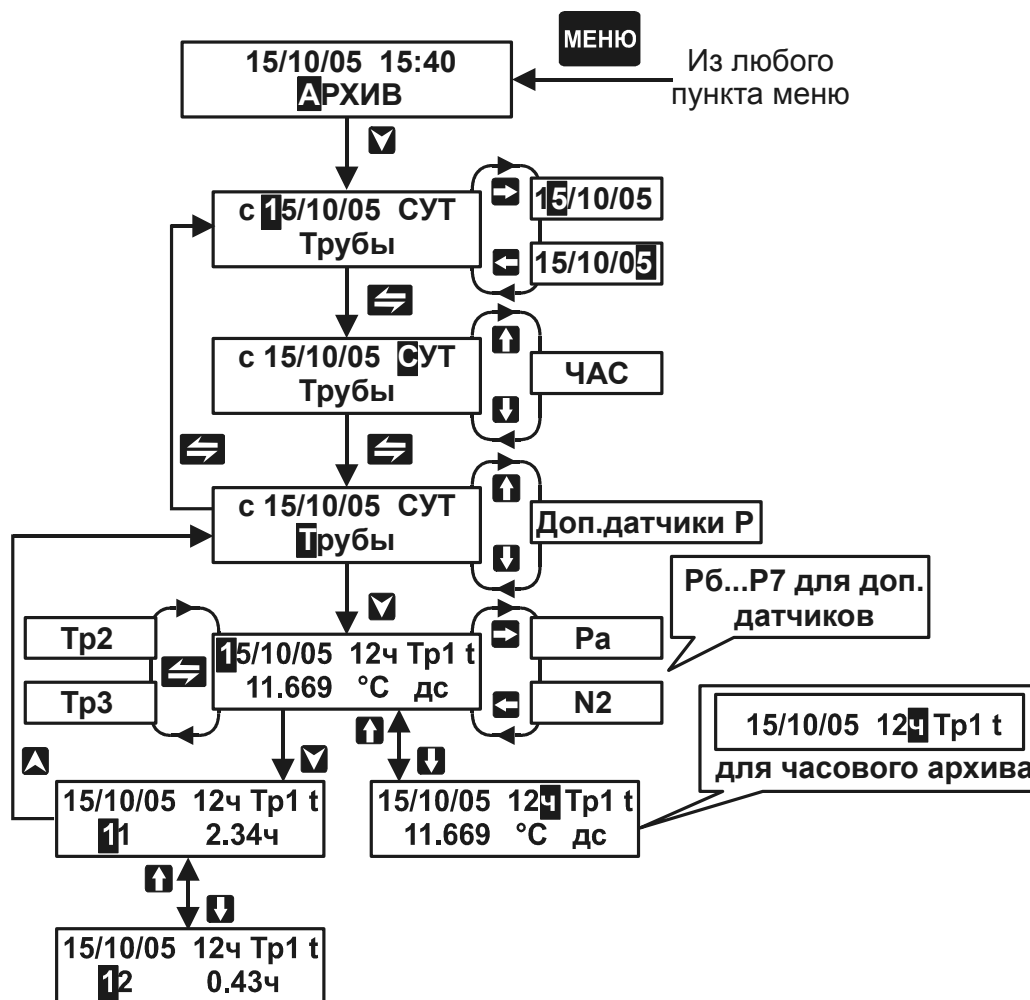 МЕНЮ
15/10/05 15:40
АРХИВ
Из любого
пункта меню
с 15/10/05 СУТ
Трубы
15/10/05
15/10/05
с 15/10/05 СУТ
Трубы
ЧАС
с 15/10/05 СУТ
Трубы
Доп.датчики Р
Рб...Р7 для доп.
датчиков
Тр2
Тр3
15/10/05 12ч Тр1 t
11.669 °С дс
Ра
N2
15/10/05 12ч Тр1 t
для часового архива
15/10/05 12ч Тр1 t
11 2.34ч
15/10/05 12ч Тр1 t
11.669 °С дс
15/10/05 12ч Тр1 t
12 0.43ч